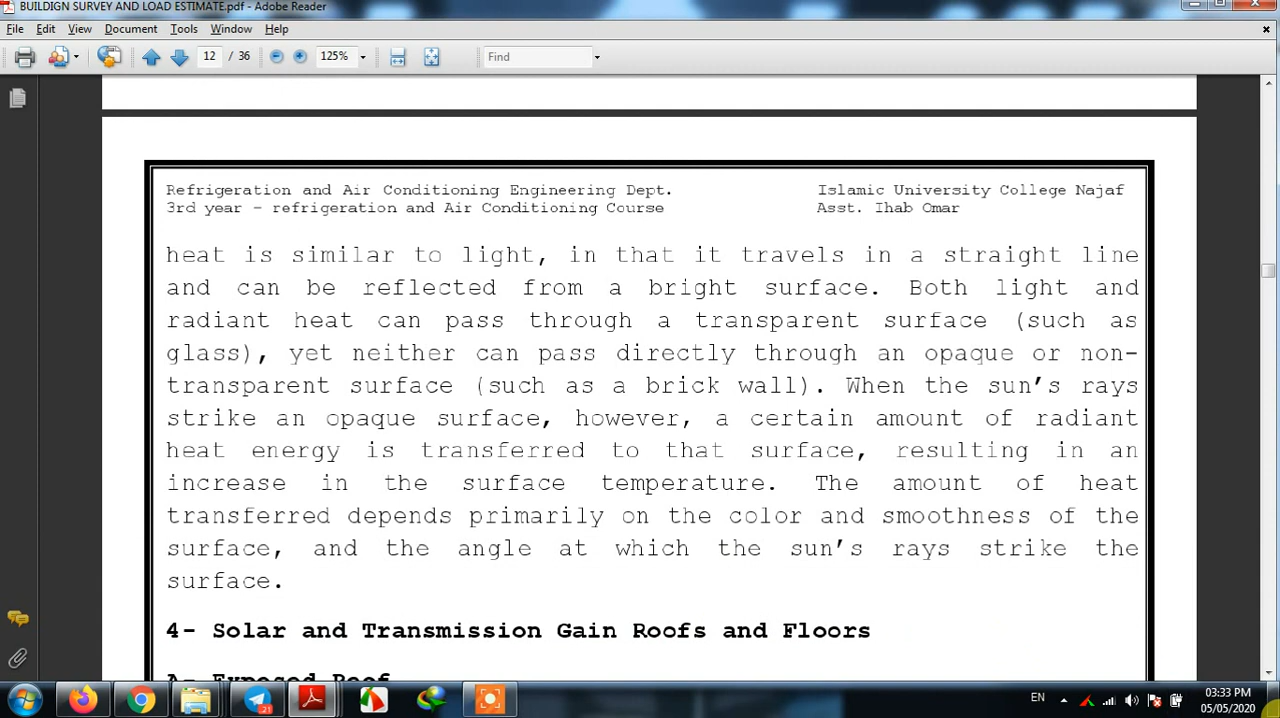 BUILDIGN SURVEY AND LOAD ESTIMATE.pdf - Adobe Reader
File Edit View Document Tools Window Help
12 / 36 125% Find
Refrigeration and Air Conditioning Engineering Dept. Islamic University College Najaf
3rd year – refrigeration and Air Conditioning Course Asst. Ihab Omar
heat is similar to light, in that it travels in a straight line
and can be reflected from a bright surface. Both light and
radiant heat can pass through a transparent surface (such as
glass), yet neither can pass directly through an opaque or non-
transparent surface (such as a brick wall). When the sun’s rays
strike an opaque surface, however, a certain amount of radiant
heat energy is transferred to that surface, resulting in an
increase in the surface temperature. The amount of heat
transferred depends primarily on the color and smoothness of the
surface, and the angle at which the sun’s rays strike the
surface.
4- Solar and Transmission Gain Roofs and Floors
A- Exposed Roof
21
EN 03:33 PM
05/05/2020